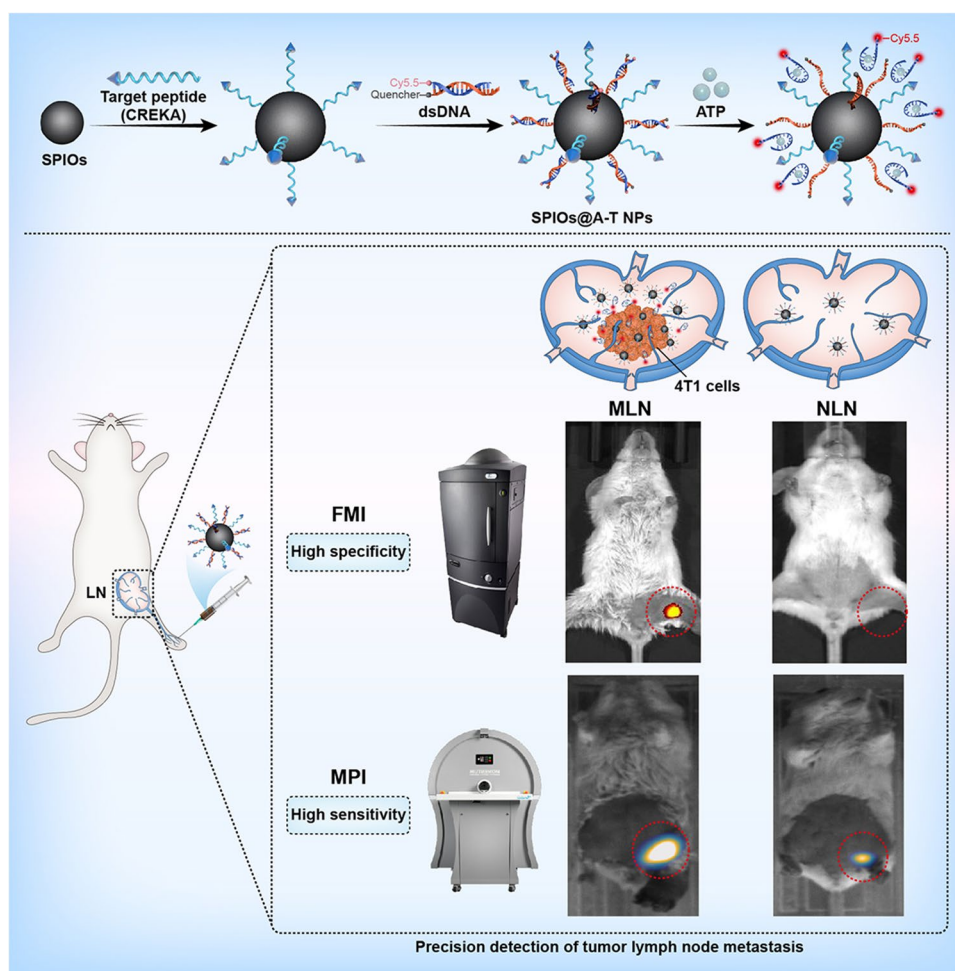 Cy5.5
Target peptide
(CREKA)
Cy5.5
Quencher
dsDNA
ATP
SPIOs
SPIOs@A-T NPs
4T1 cells
MLN
NLN
FMI
High specificity
LN
MPI
High sensitivity
Precision detection of tumor lymph node metastasis